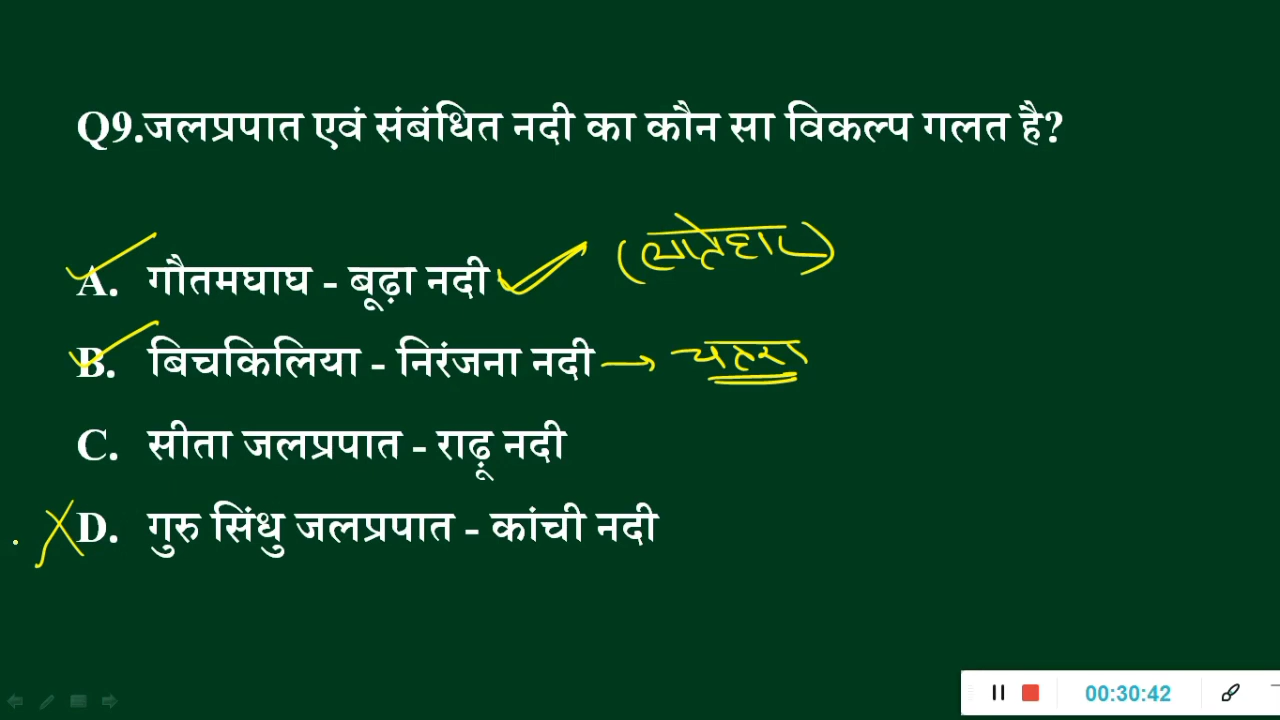 Q9.जलप्रपात एवं संबंधित नदी का कौन सा विकल्प गलत है?
(लातेहार)
A. गौतमघाघ - बूढ़ा नदी
B. बिचकिलिया - निरंजना नदी → चतरा
C. सीता जलप्रपात - राढ़ू नदी
D. गुरु सिंधु जलप्रपात - कांची नदी
00:30:42